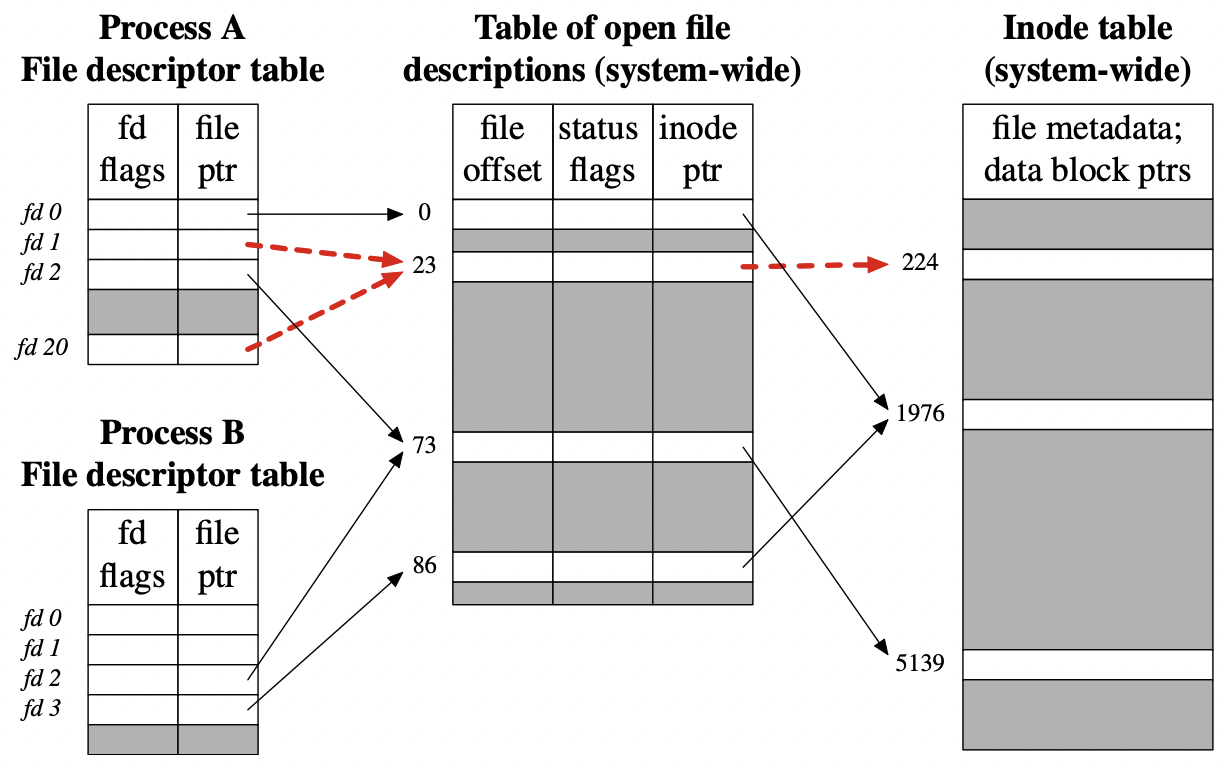 Process A
File descriptor table
fd
flags
file
ptr
fd 0
fd 1
fd 2
fd 20
Process B
File descriptor table
fd
flags
file
ptr
fd 0
fd 1
fd 2
fd 3
Table of open file
descriptions (system-wide)
file
offset
status
flags
inode
ptr
0
23
73
86
Inode table
(system-wide)
file metadata;
data block ptrs
224
1976
5139